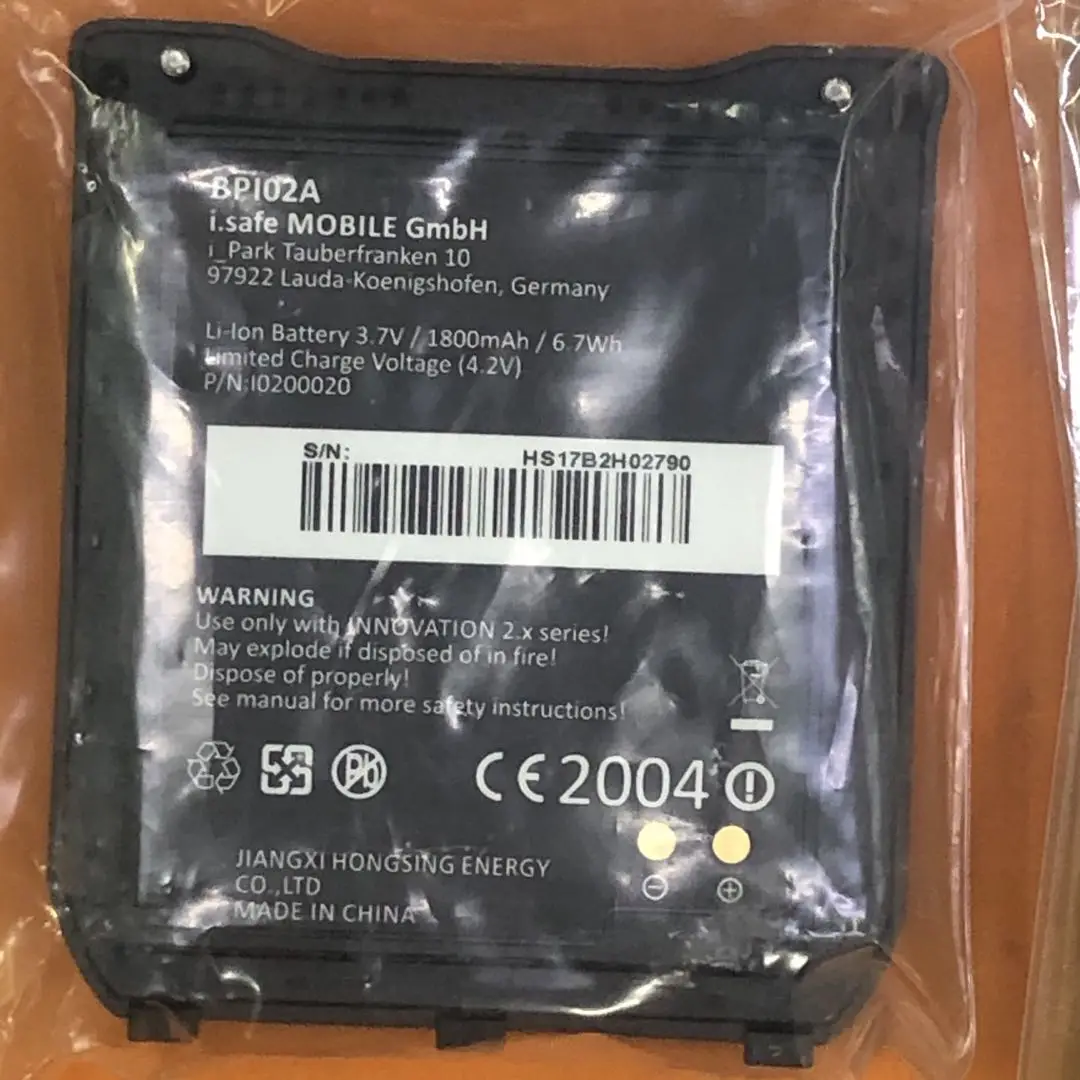 BPI02A
i.safe MOBILE GmbH
i_Park Tauberfranken 10
97922 Lauda-Koenigshofen, Germany
Li-Ion Battery 3.7V / 1800mAh / 6.7Wh
Limited Charge Voltage (4.2V)
P/N:I0200020
S/N: HS17B2H02790
WARNING
Use only with INNOVATION 2.x series!
May explode if disposed of in fire!
Dispose of properly!
See manual for more safety instructions!
Pb
CE2004
JIANGXI HONGSING ENERGY
CO.,LTD
MADE IN CHINA